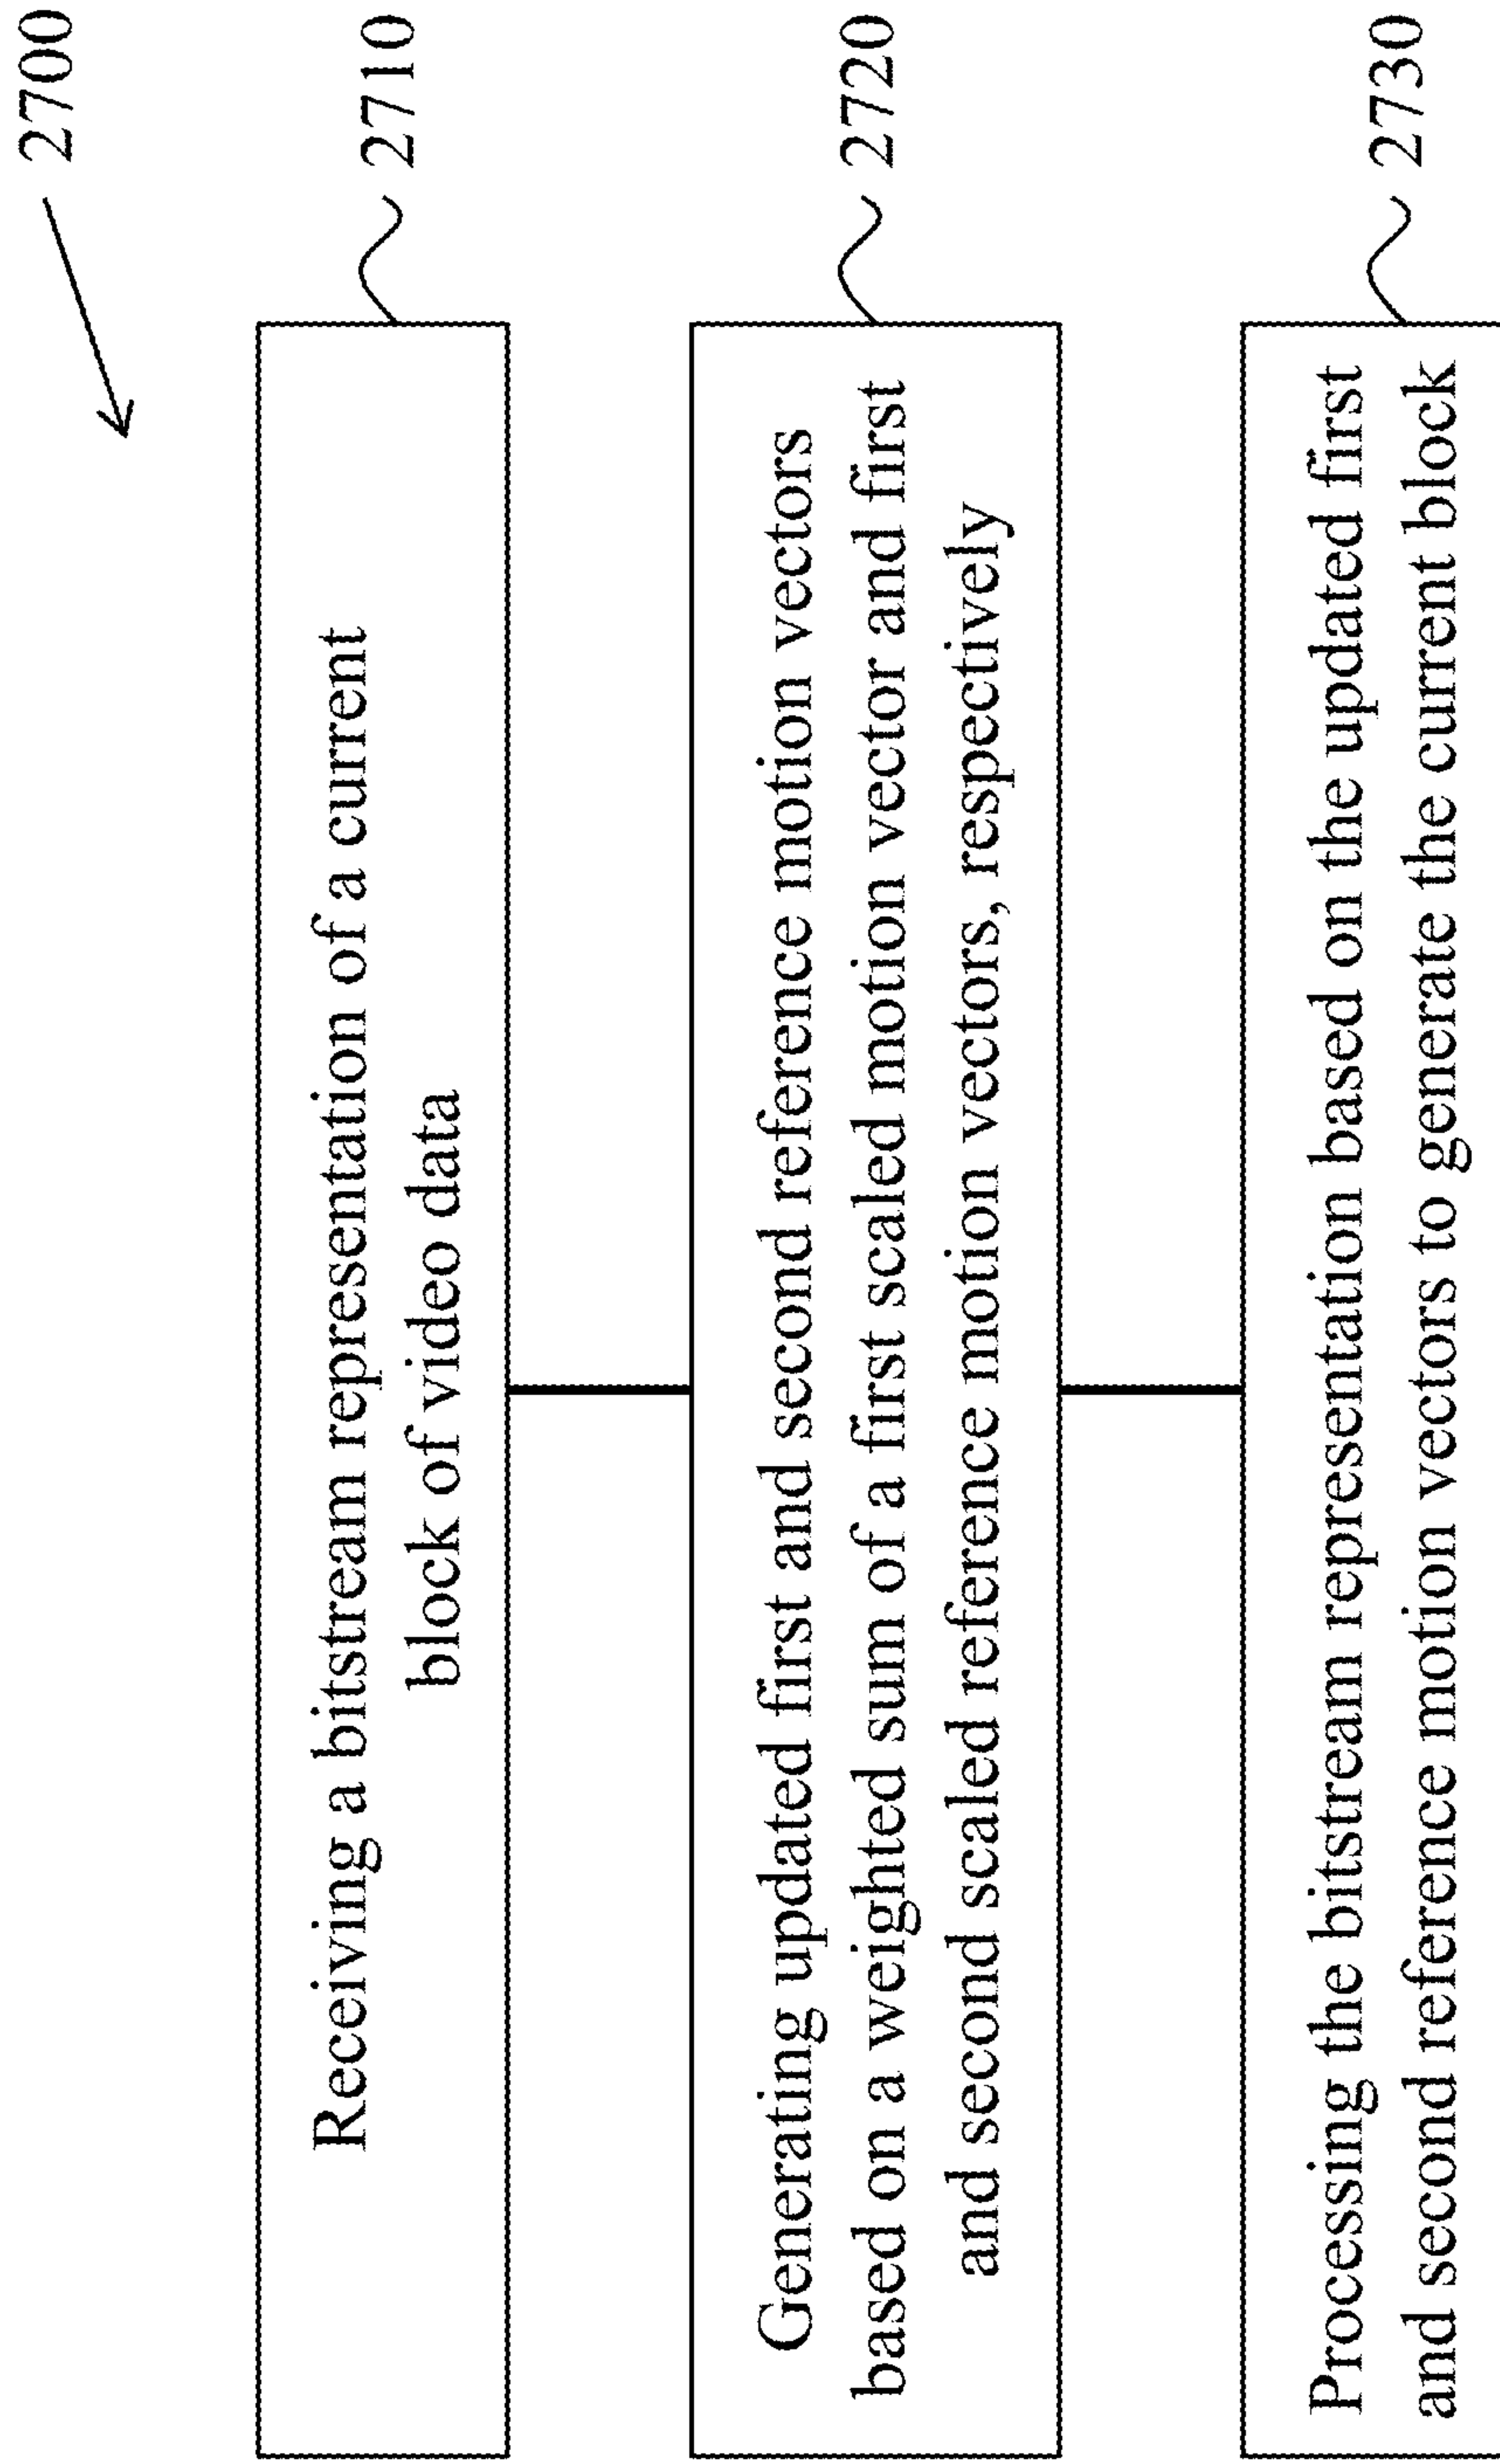 2700
Receiving a bitstream representation of a current
block of video data
2710
Generating updated first and second reference motion vectors
based on a weighted sum of a first scaled motion vector and first
and second scaled reference motion vectors, respectively
2720
Processing the bitstream representation based on the updated first
and second reference motion vectors to generate the current block
2730